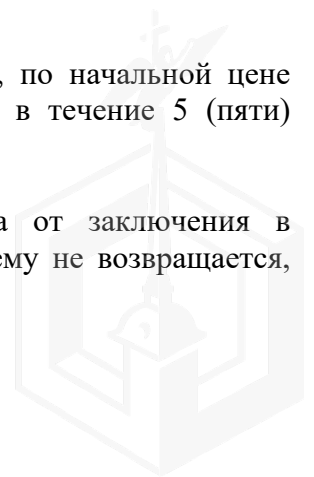 , по начальной цене
в течение 5 (пяти)
а от заключения в
ему не возвращается,